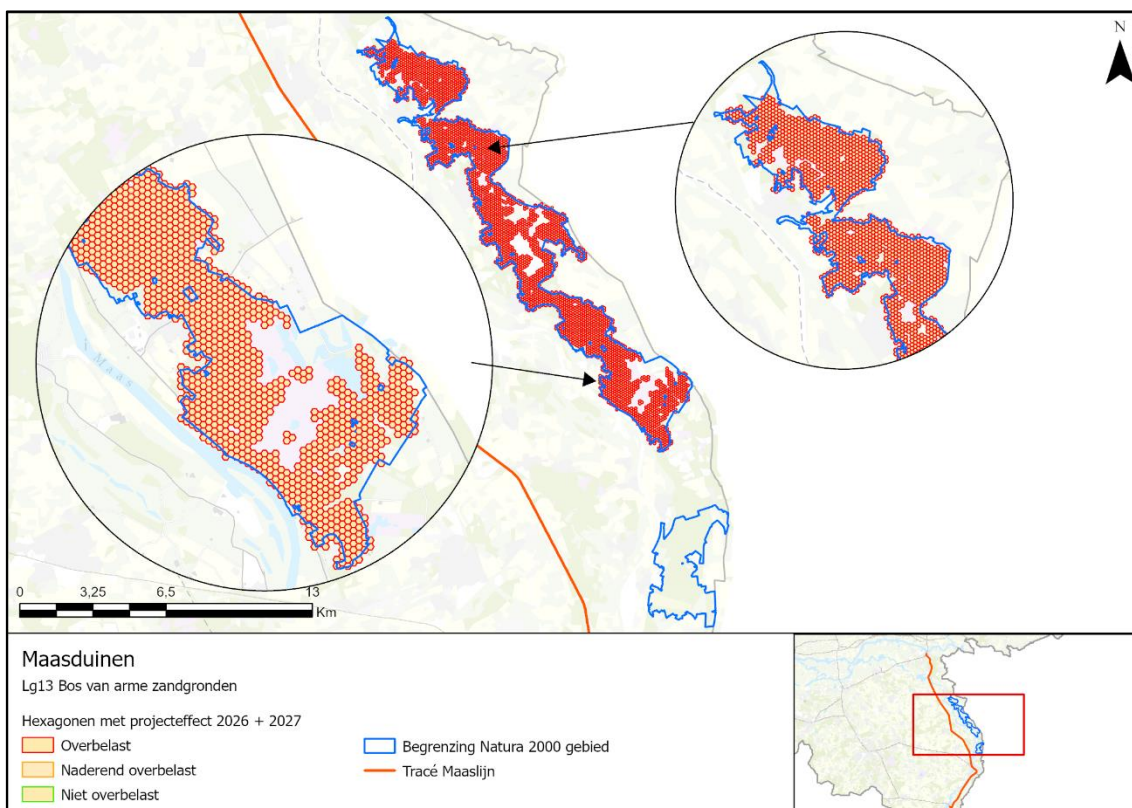 N
Maas
0 3,25 6,5 13
Km
Maasduinen
Lg13 Bos van arme zandgronden
Hexagonen met projecteffect 2026 + 2027
Overbelast
Naderend overbelast
Niet overbelast
Begrenzing Natura 2000 gebied
Tracé Maaslijn